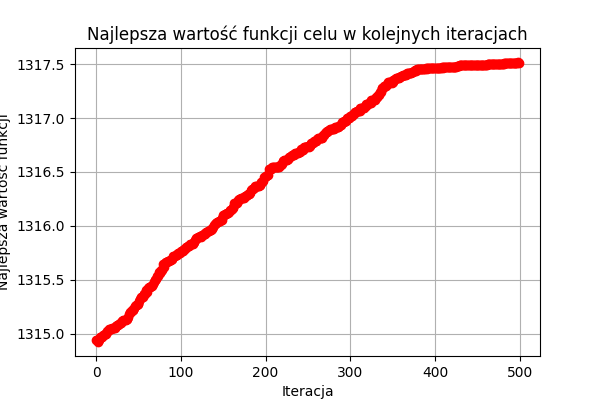 Najlepsza wartość funkcji celu w kolejnych iteracjach
Najlepsza wartość funkcji
1317.5
1317.0
1316.5
1316.0
1315.5
1315.0
0 100 200 300 400 500
Iteracja